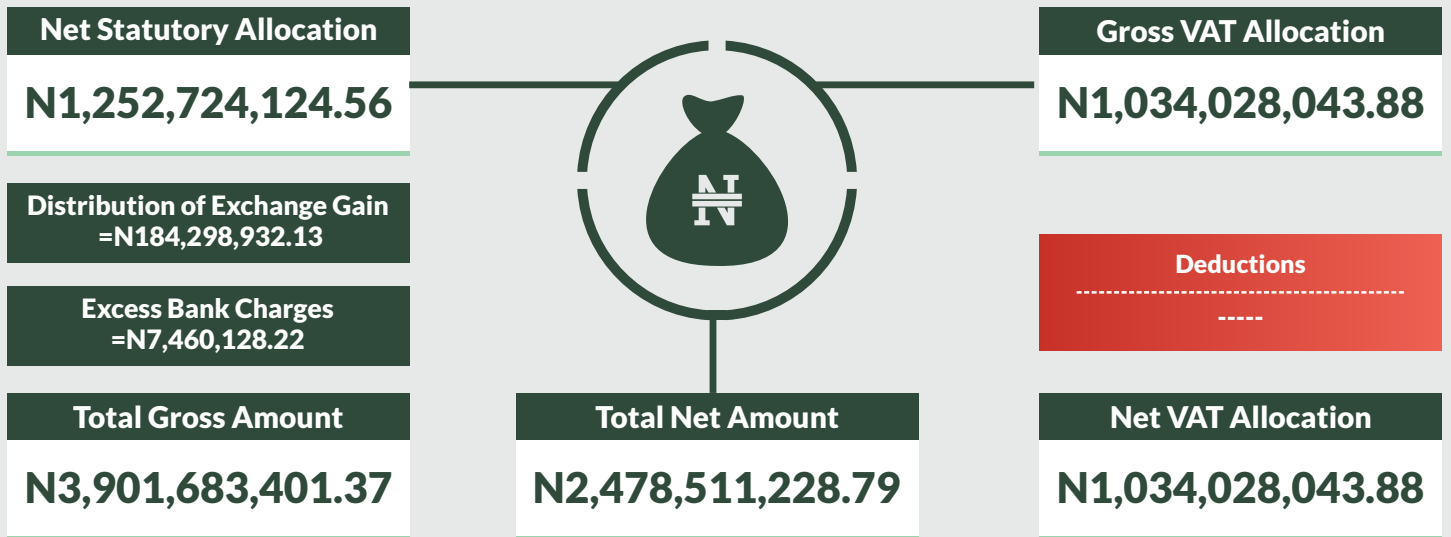 Net Statutory Allocation
N1,252,724,124.56
Distribution of Exchange Gain
=N184,298,932.13
Excess Bank Charges
=N7,460,128.22
Total Gross Amount
N3,901,683,401.37
₦
Total Net Amount
N2,478,511,228.79
Gross VAT Allocation
N1,034,028,043.88
Deductions
--------------------------------------------
-----
Net VAT Allocation
N1,034,028,043.88